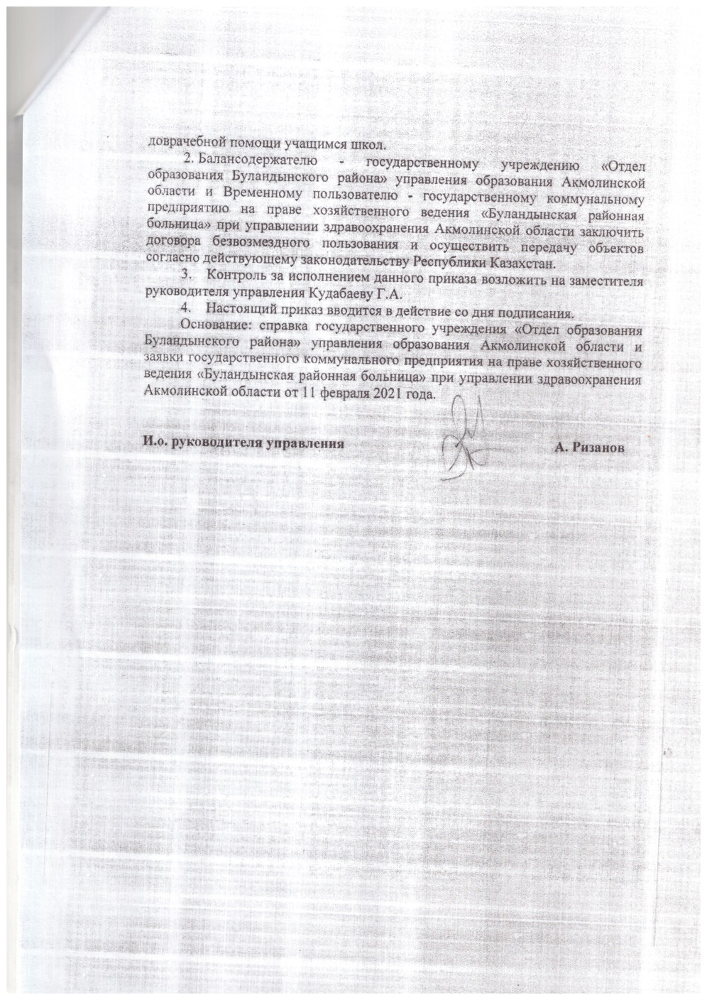 доврачебной помощи учащимся школ.
2. Балансодержателю - государственному учреждению «Отдел
образования Буландынского района» управления образования Акмолинской
области и Временному пользователю - государственному коммунальному
предприятию на праве хозяйственного ведения «Буландынская районная
больница» при управлении здравоохранения Акмолинской области заключить
договора безвозмездного пользования и осуществить передачу объектов
согласно действующему законодательству Республики Казахстан.
3. Контроль за исполнением данного приказа возложить на заместителя
руководителя управления Кудабаеву Г.А.
4. Настоящий приказ вводится в действие со дня подписания.
Основание: справка государственного учреждения «Отдел образования
Буландынского района» управления образования Акмолинской области и
заявки государственного коммунального предприятия на праве хозяйственного
ведения «Буландынская районная больница» при управлении здравоохранения
Акмолинской области от 11 февраля 2021 года.
И.о. руководителя управления А. Ризанов